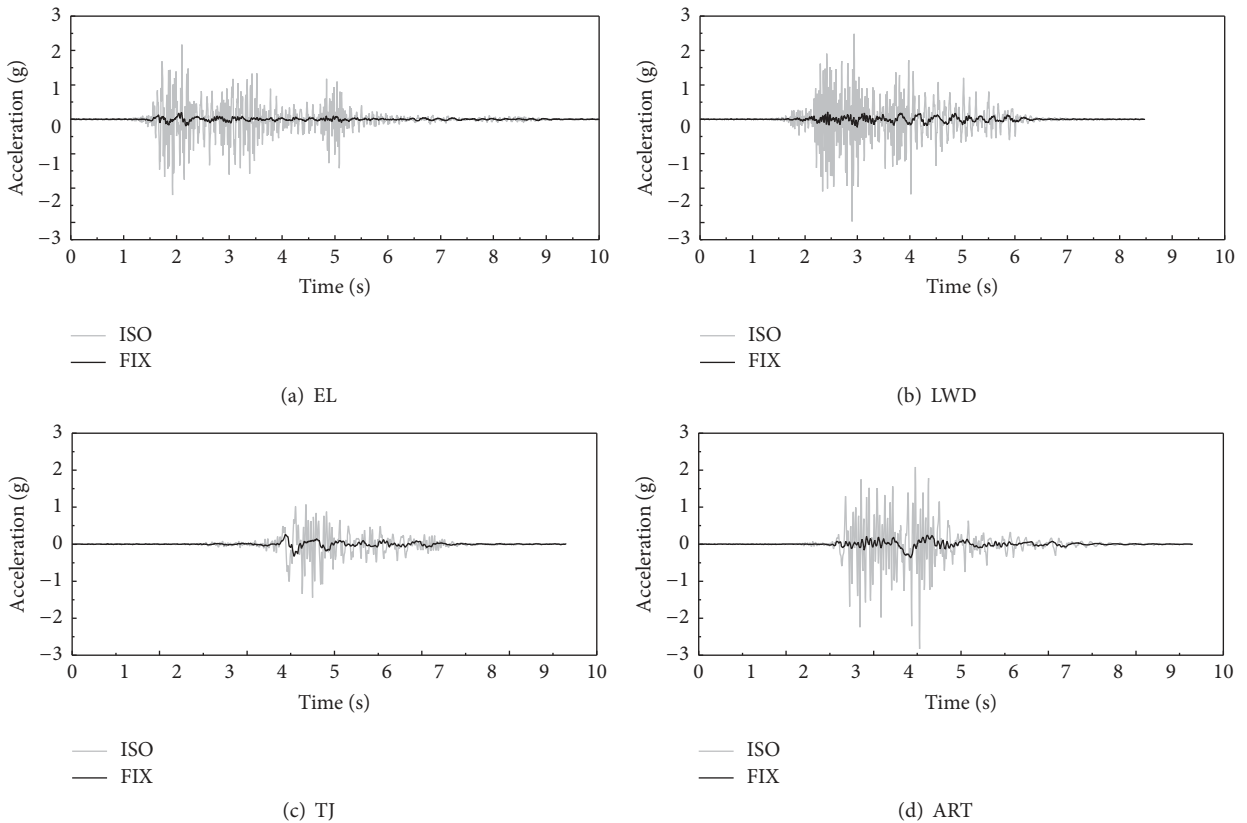 3
2
1
0
−1
−2
−3
Acceleration (g)
0 1 2 3 4 5 6 7 8 9 10
Time (s)
ISO
FIX
(a) EL
3
2
1
0
−1
−2
−3
Acceleration (g)
0 1 2 3 4 5 6 7 8 9 10
Time (s)
ISO
FIX
(b) LWD
3
2
1
0
−1
−2
−3
Acceleration (g)
0 1 2 3 4 5 6 7 8 9 10
Time (s)
ISO
FIX
(c) TJ
3
2
1
0
−1
−2
−3
Acceleration (g)
0 1 2 3 4 5 6 7 8 9 10
Time (s)
ISO
FIX
(d) ART